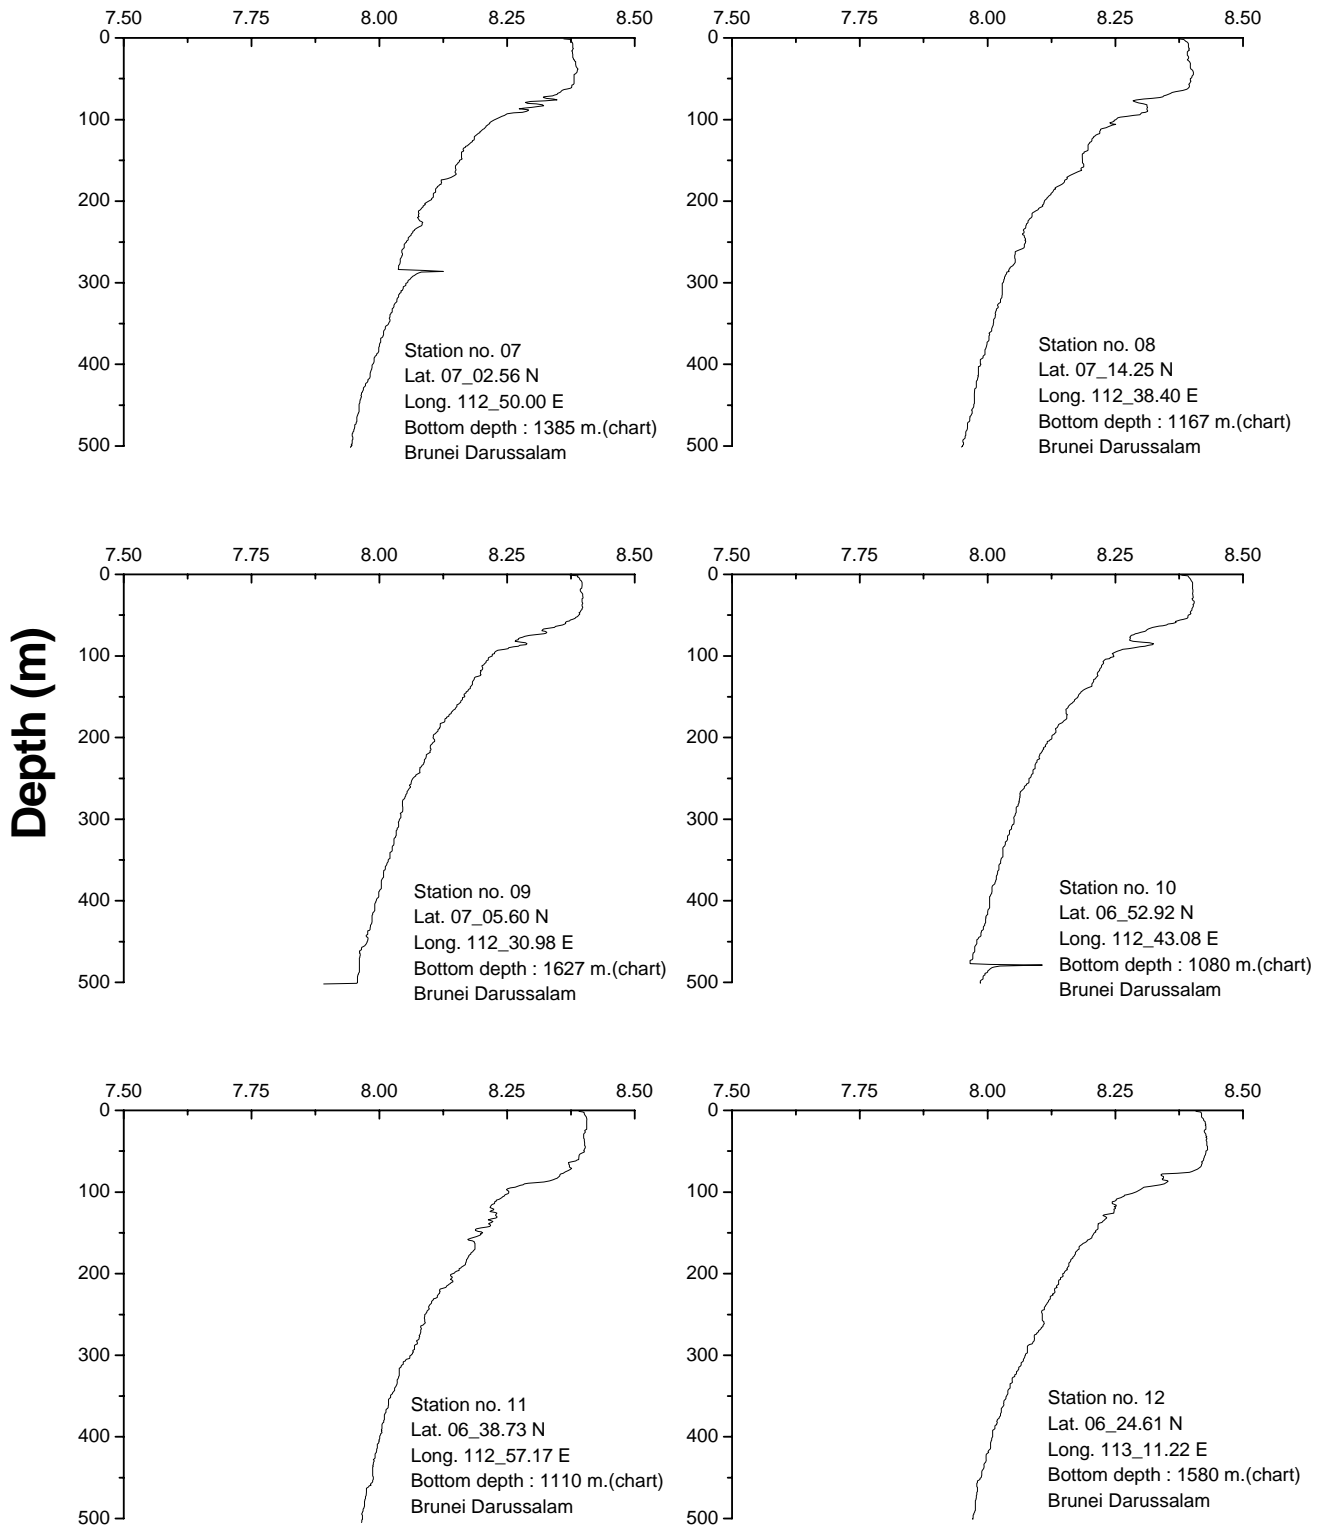 7.50 7.75 8.00 8.25 8.50
0
100
200
300
400
500
Station no. 07
Lat. 07_02.56 N
Long. 112_50.00 E
Bottom depth : 1385 m.(chart)
Brunei Darussalam
7.50 7.75 8.00 8.25 8.50
0
100
200
300
400
500
Station no. 08
Lat. 07_14.25 N
Long. 112_38.40 E
Bottom depth : 1167 m.(chart)
Brunei Darussalam
Depth (m)
7.50 7.75 8.00 8.25 8.50
0
100
200
300
400
500
Station no. 09
Lat. 07_05.60 N
Long. 112_30.98 E
Bottom depth : 1627 m.(chart)
Brunei Darussalam
7.50 7.75 8.00 8.25 8.50
0
100
200
300
400
500
Station no. 10
Lat. 06_52.92 N
Long. 112_43.08 E
Bottom depth : 1080 m.(chart)
Brunei Darussalam
7.50 7.75 8.00 8.25 8.50
0
100
200
300
400
500
Station no. 11
Lat. 06_38.73 N
Long. 112_57.17 E
Bottom depth : 1110 m.(chart)
Brunei Darussalam
7.50 7.75 8.00 8.25 8.50
0
100
200
300
400
500
Station no. 12
Lat. 06_24.61 N
Long. 113_11.22 E
Bottom depth : 1580 m.(chart)
Brunei Darussalam